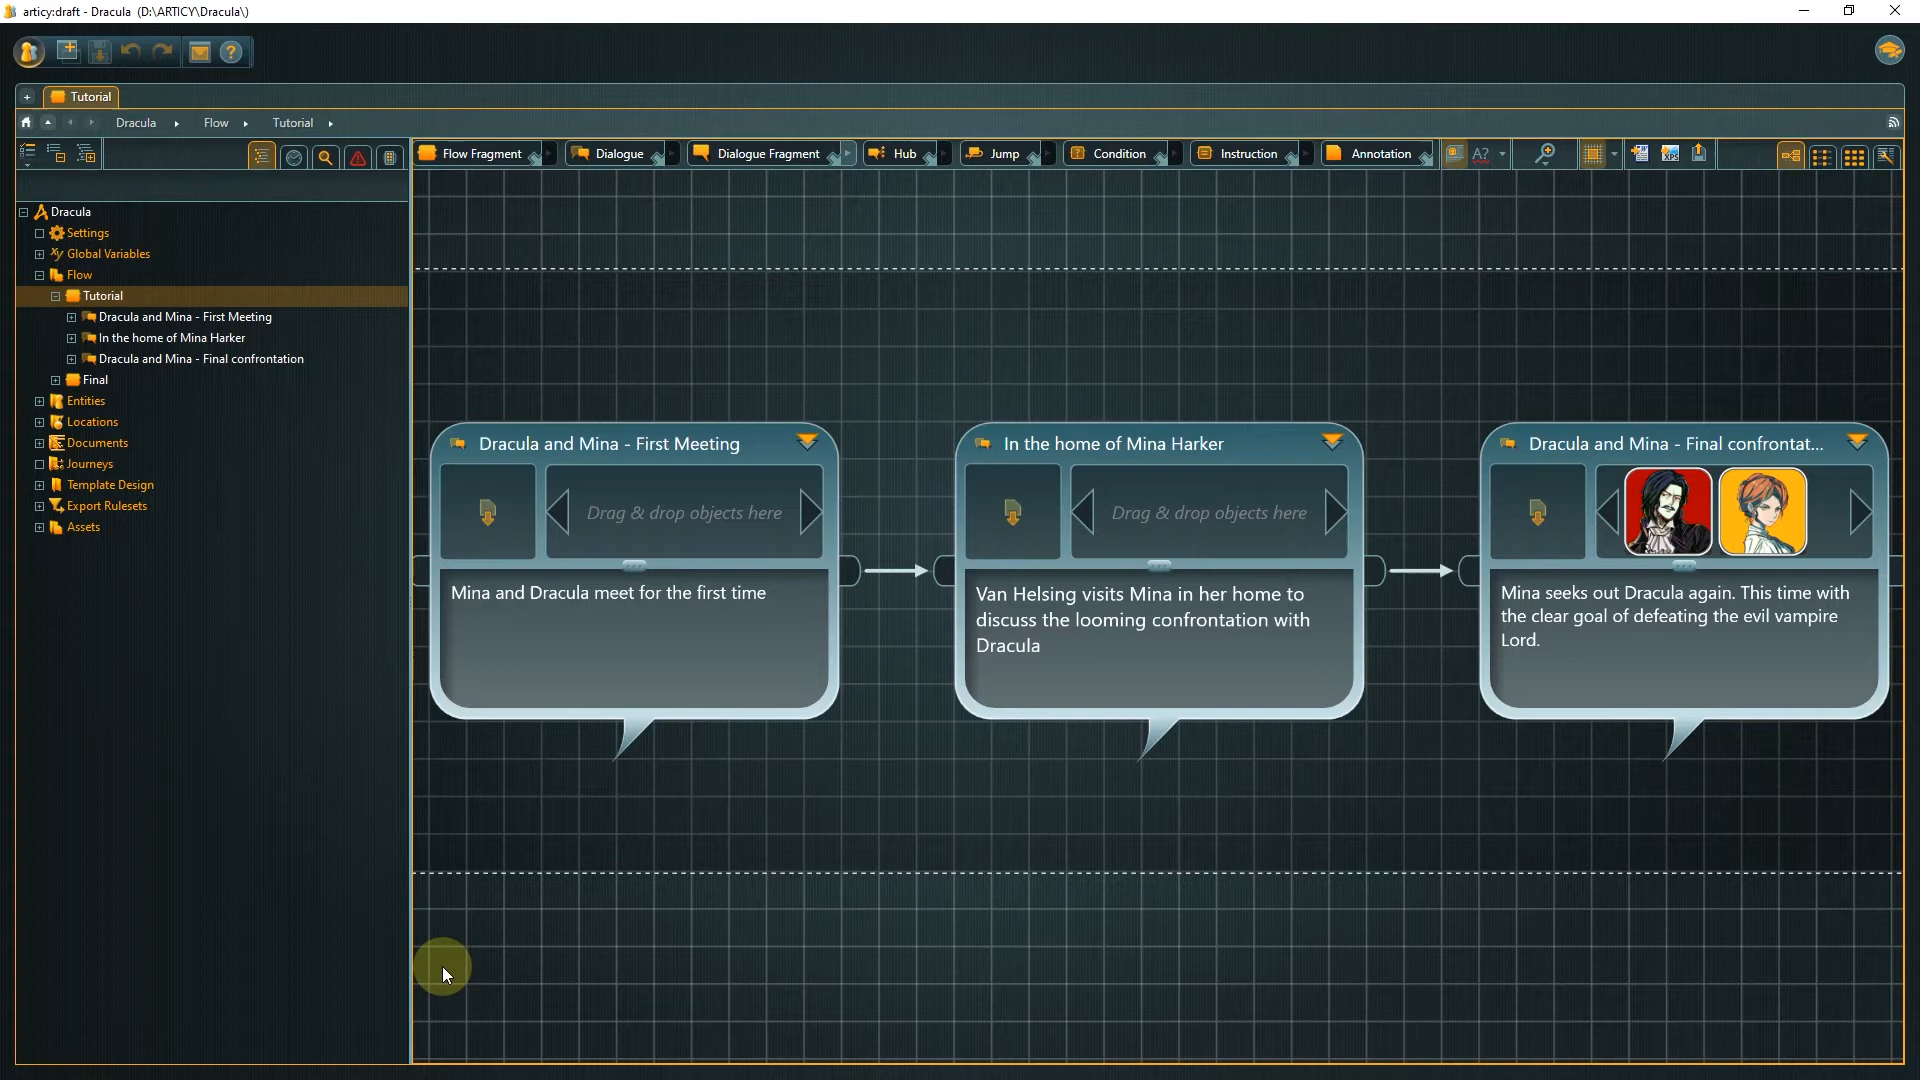 articy:draft - Dracula  (D:\ARTICY\Dracula\)
Tutorial
Dracula Flow Tutorial
Flow Fragment Dialogue Dialogue Fragment Hub Jump Condition Instruction Annotation A? XPS
Dracula
Settings
Global Variables
Flow
Tutorial
Dracula and Mina - First Meeting
In the home of Mina Harker
Dracula and Mina - Final confrontation
Final
Entities
Locations
Documents
Journeys
Template Design
Export Rulesets
Assets
Dracula and Mina - First Meeting
Drag & drop objects here
Mina and Dracula meet for the first time
In the home of Mina Harker
Drag & drop objects here
Van Helsing visits Mina in her home to
discuss the looming confrontation with
Dracula
Dracula and Mina - Final confrontat...
Mina seeks out Dracula again. This time with
the clear goal of defeating the evil vampire
Lord.